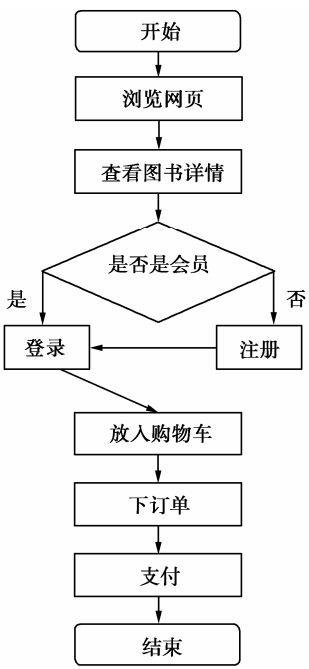 开始
浏览网页
查看图书详情
是否是会员
是
否
登录
注册
放入购物车
下订单
支付
结束